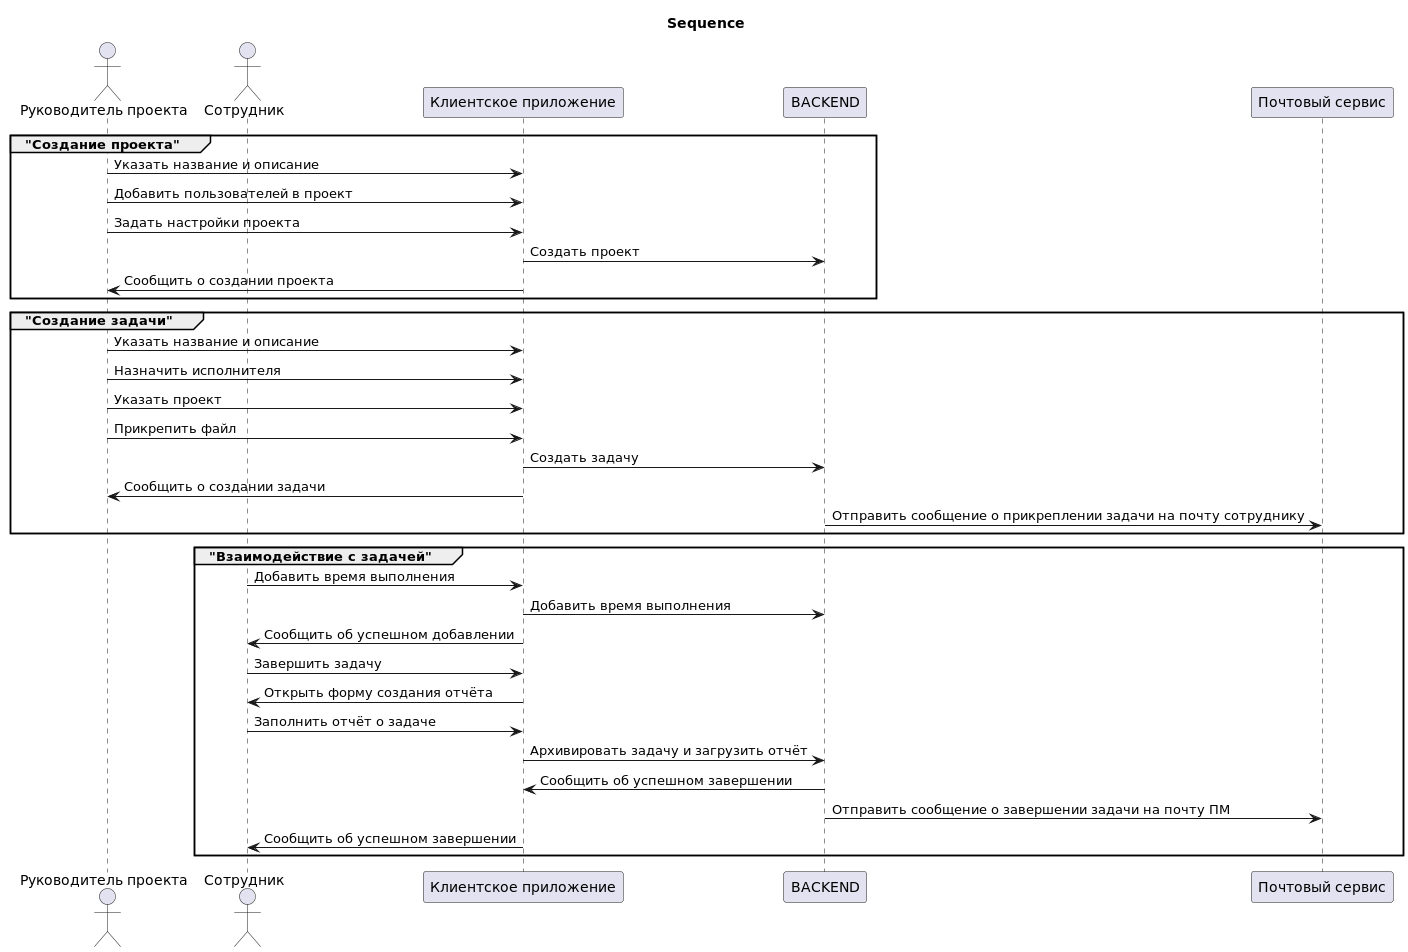 Sequence
Руководитель проекта
Сотрудник
Клиентское приложение
BACKEND
Почтовый сервис
"Создание проекта"
Указать название и описание
Добавить пользователей в проект
Задать настройки проекта
Создать проект
Сообщить о создании проекта
"Создание задачи"
Указать название и описание
Назначить исполнителя
Указать проект
Прикрепить файл
Создать задачу
Сообщить о создании задачи
Отправить сообщение о прикреплении задачи на почту сотруднику
"Взаимодействие с задачей"
Добавить время выполнения
Добавить время выполнения
Сообщить об успешном добавлении
Завершить задачу
Открыть форму создания отчёта
Заполнить отчёт о задаче
Архивировать задачу и загрузить отчёт
Сообщить об успешном завершении
Отправить сообщение о завершении задачи на почту ПМ
Сообщить об успешном завершении
Руководитель проекта
Сотрудник
Клиентское приложение
BACKEND
Почтовый сервис